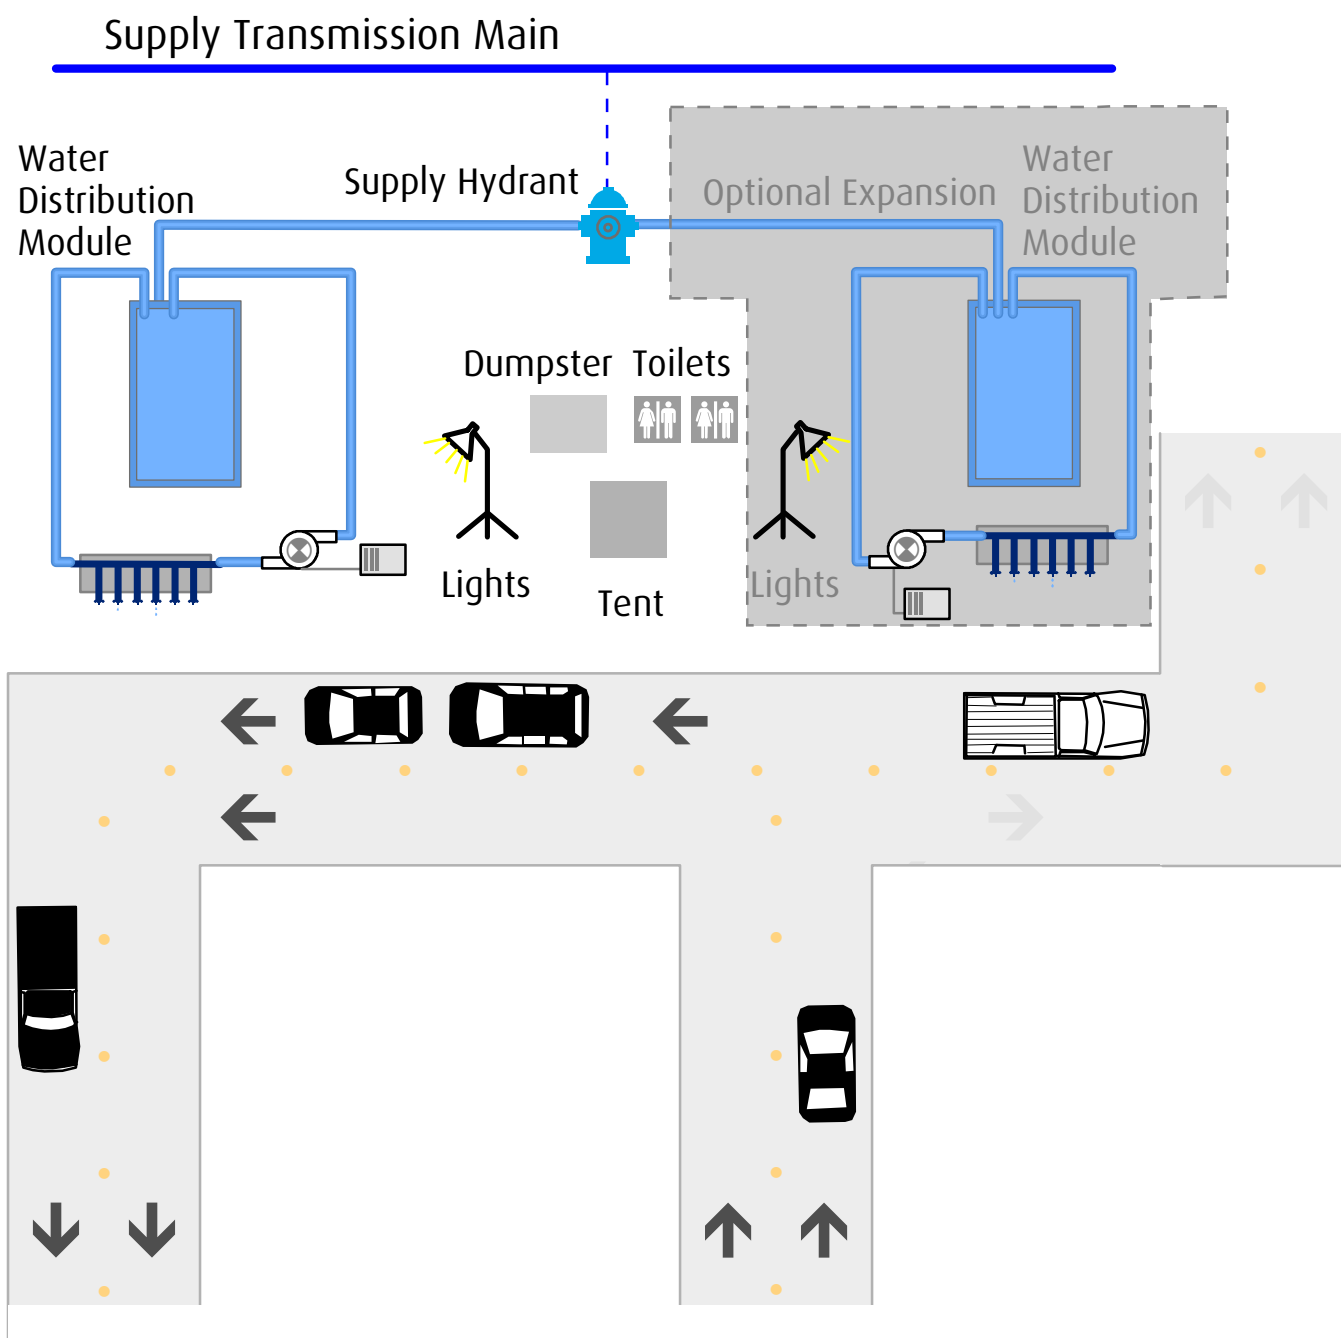 Supply Transmission Main
Water
Distribution
Module
Supply Hydrant
Optional Expansion
Water
Distribution
Module
Dumpster
Toilets
Lights
Tent
Lights